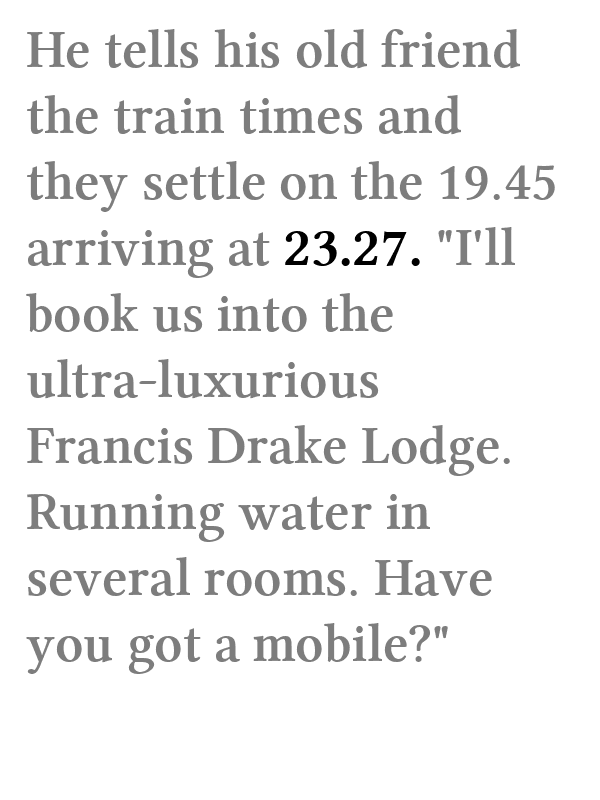 He tells his old friend
the train times and
they settle on the 19.45
arriving at 23.27. "I'll
book us into the
ultra-luxurious
Francis Drake Lodge.
Running water in
several rooms. Have
you got a mobile?"